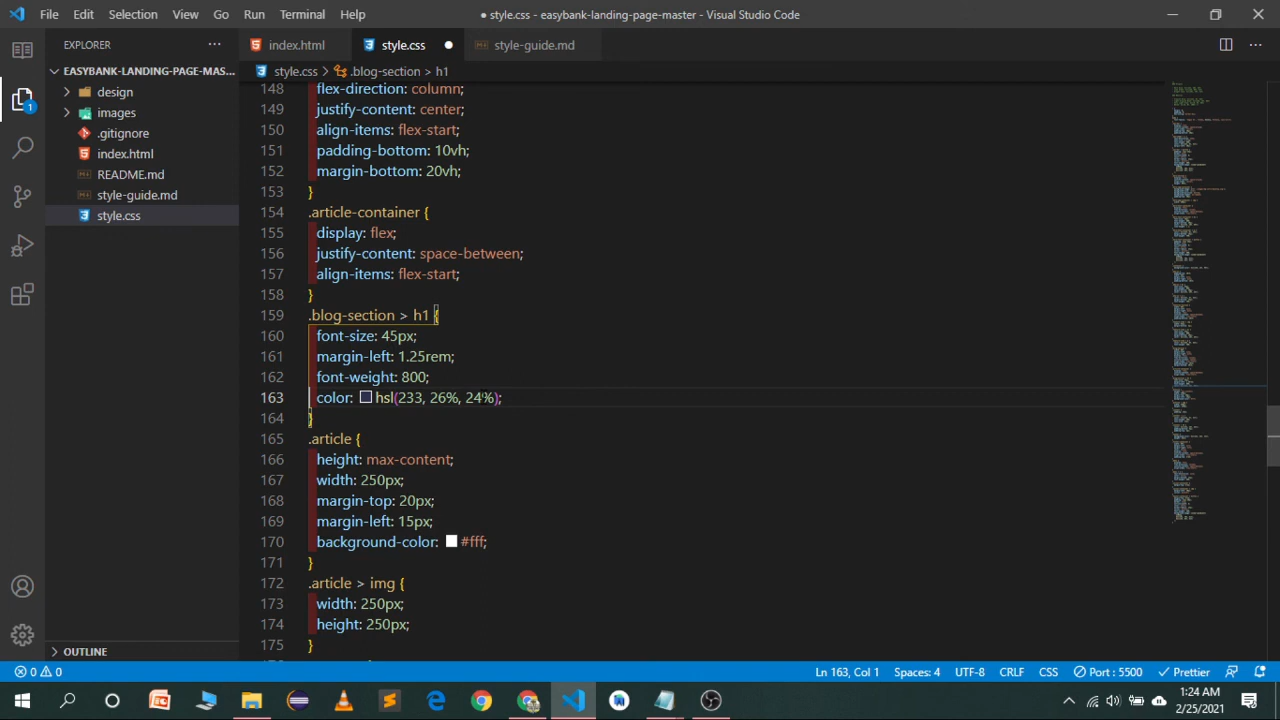 File Edit Selection View Go Run Terminal Help
● style.css - easybank-landing-page-master - Visual Studio Code
EXPLORER
index.html
style.css
style-guide.md
EASYBANK-LANDING-PAGE-MAS...
style.css > .blog-section > h1
design
images
.gitignore
index.html
README.md
style-guide.md
style.css
148 flex-direction: column;
149 justify-content: center;
150 align-items: flex-start;
151 padding-bottom: 10vh;
152 margin-bottom: 20vh;
153 }
154 .article-container {
155 display: flex;
156 justify-content: space-between;
157 align-items: flex-start;
158 }
159 .blog-section > h1 {
160 font-size: 45px;
161 margin-left: 1.25rem;
162 font-weight: 800;
163 color: hsl(233, 26%, 24%);
164 }
165 .article {
166 height: max-content;
167 width: 250px;
168 margin-top: 20px;
169 margin-left: 15px;
170 background-color: #fff;
171 }
172 .article > img {
173 width: 250px;
174 height: 250px;
175 }
1
OUTLINE
0 0
Ln 163, Col 1 Spaces: 4 UTF-8 CRLF CSS Port : 5500 Prettier
1:24 AM
2/25/2021